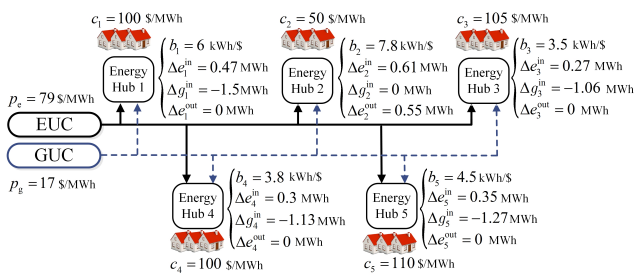 c₁ = 100 $/MWh
c₂ = 50 $/MWh
c₃ = 105 $/MWh
Energy
Hub 1
b₁ = 6 kWh/$
Δe₁ⁱⁿ = 0.47 MWh
Δg₁ⁱⁿ = −1.5 MWh
Δe₁ᵒᵘᵗ = 0 MWh
Energy
Hub 2
b₂ = 7.8 kWh/$
Δe₂ⁱⁿ = 0.61 MWh
Δg₂ⁱⁿ = 0 MWh
Δe₂ᵒᵘᵗ = 0.55 MWh
Energy
Hub 3
b₃ = 3.5 kWh/$
Δe₃ⁱⁿ = 0.27 MWh
Δg₃ⁱⁿ = −1.06 MWh
Δe₃ᵒᵘᵗ = 0 MWh
pₑ = 79 $/MWh
EUC
GUC
p_g = 17 $/MWh
Energy
Hub 4
b₄ = 3.8 kWh/$
Δe₄ⁱⁿ = 0.3 MWh
Δg₄ⁱⁿ = −1.13 MWh
Δe₄ᵒᵘᵗ = 0 MWh
c₄ = 100 $/MWh
Energy
Hub 5
b₅ = 4.5 kWh/$
Δe₅ⁱⁿ = 0.35 MWh
Δg₅ⁱⁿ = −1.27 MWh
Δe₅ᵒᵘᵗ = 0 MWh
c₅ = 110 $/MWh